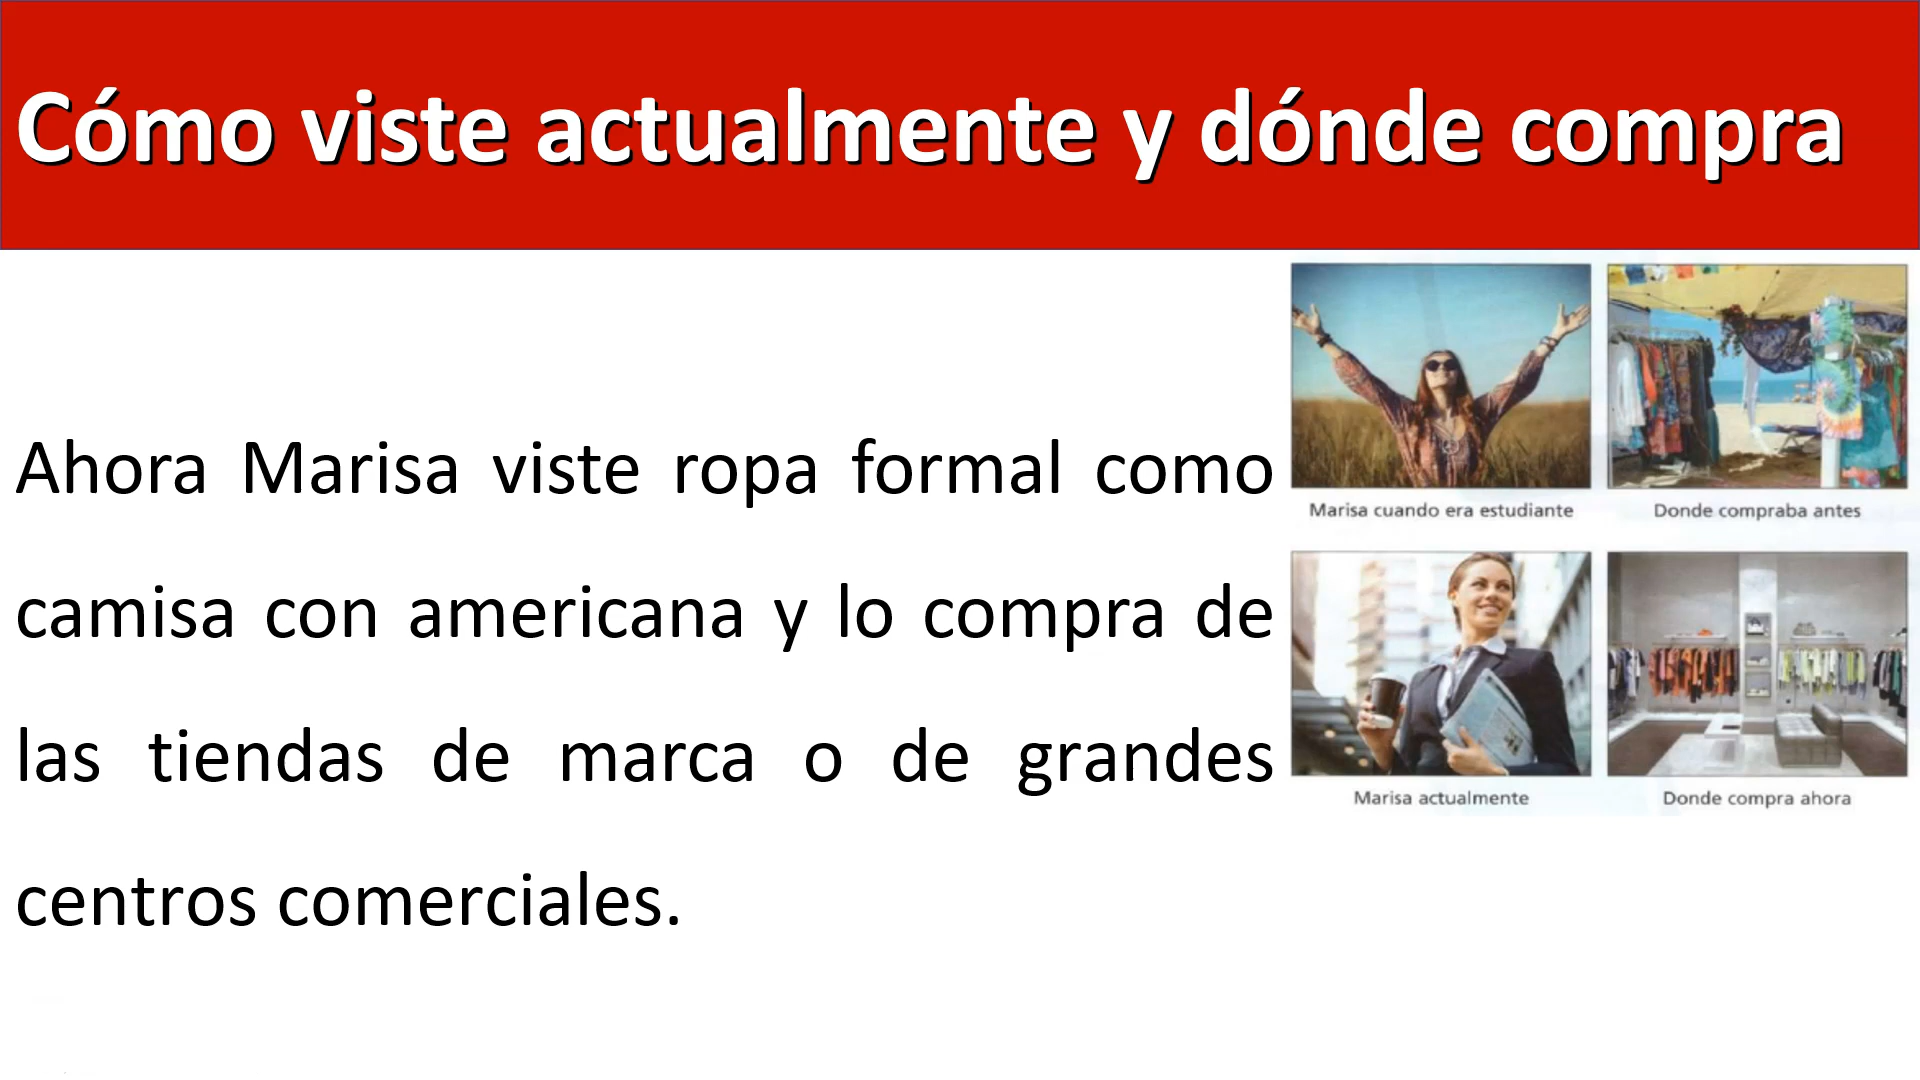 Cómo viste actualmente y dónde compra
Ahora Marisa viste ropa formal como
camisa con americana y lo compra de
las tiendas de marca o de grandes
centros comerciales.
Marisa cuando era estudiante
Donde compraba antes
Marisa actualmente
Donde compra ahora